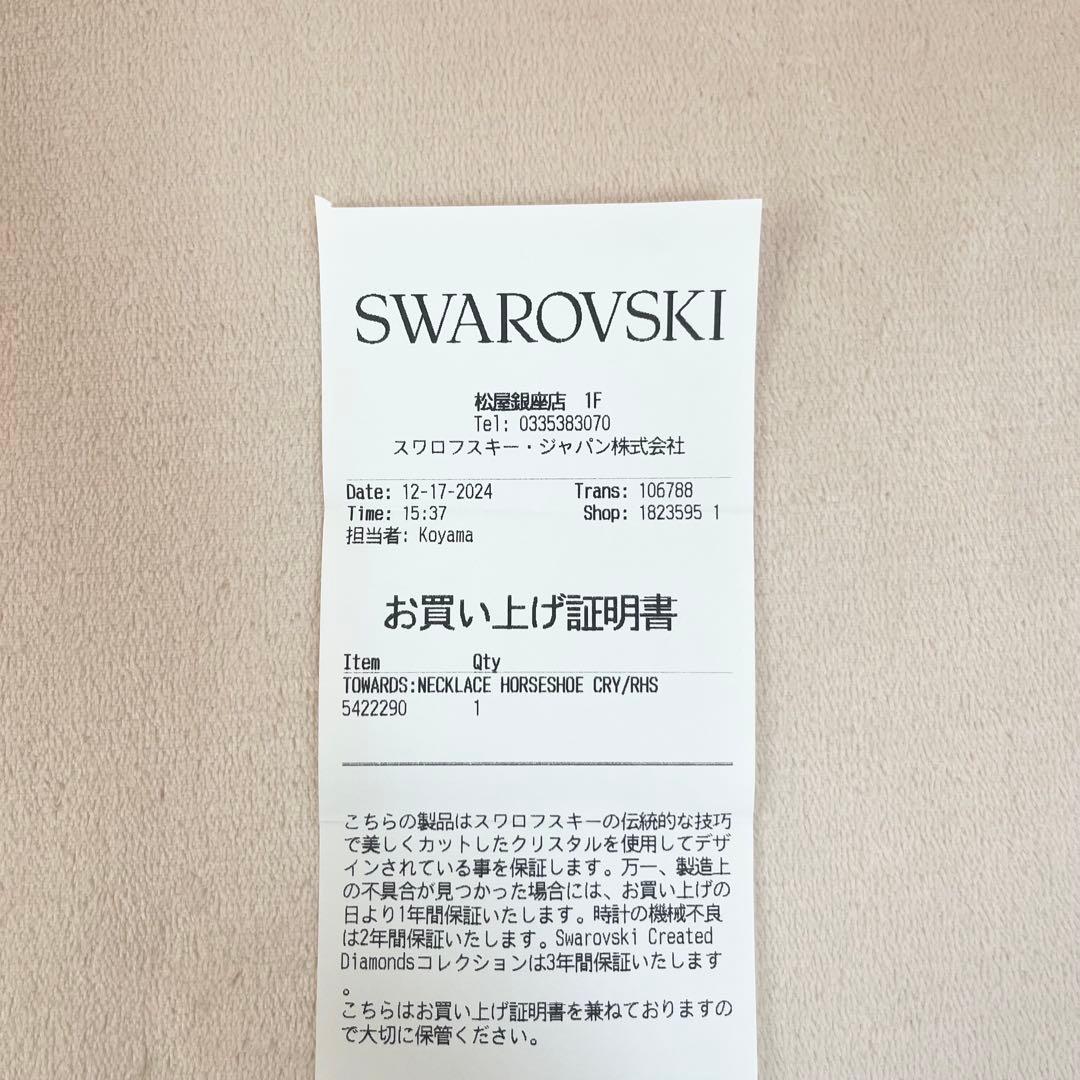 SWAROVSKI
松屋銀座店 1F
Tel: 0335383070
スワロフスキー・ジャパン株式会社
Date: 12-17-2024 Trans: 106788
Time: 15:37 Shop: 1823595 1
担当者: Koyama
お買い上げ証明書
Item Qty
TOWARDS:NECKLACE HORSESHOE CRY/RHS
5422290 1
こちらの製品はスワロフスキーの伝統的な技巧
で美しくカットしたクリスタルを使用してデザ
インされている事を保証します。万一、製造上
の不具合が見つかった場合には、お買い上げの
日より1年間保証いたします。時計の機械不良
は2年間保証いたします。Swarovski Created
Diamondsコレクションは3年間保証いたします
。
こちらはお買い上げ証明書を兼ねておりますの
で大切に保管ください。